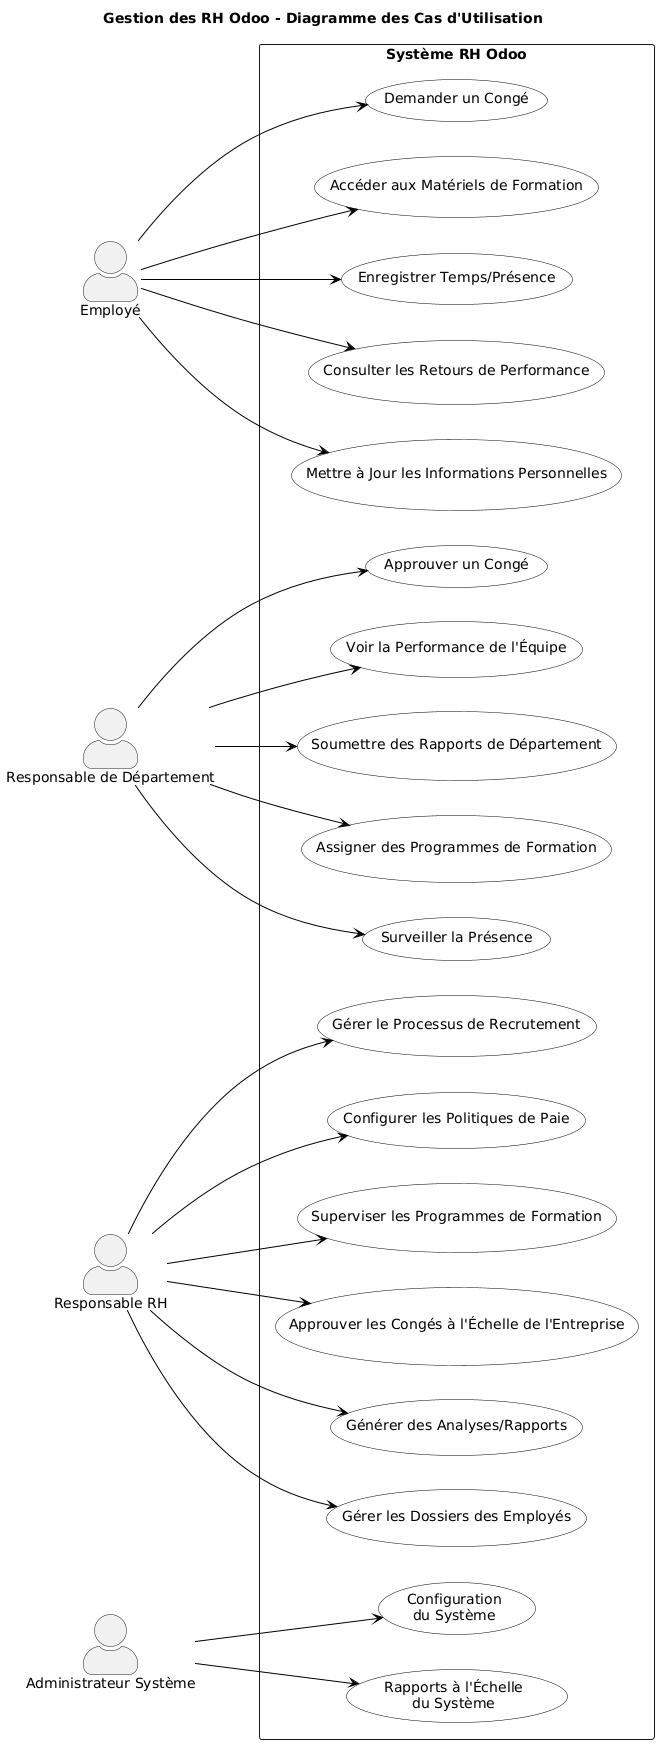 Gestion des RH Odoo - Diagramme des Cas d'Utilisation
Système RH Odoo
Demander un Congé
Accéder aux Matériels de Formation
Enregistrer Temps/Présence
Employé
Consulter les Retours de Performance
Mettre à Jour les Informations Personnelles
Approuver un Congé
Voir la Performance de l'Équipe
Soumettre des Rapports de Département
Responsable de Département
Assigner des Programmes de Formation
Surveiller la Présence
Gérer le Processus de Recrutement
Configurer les Politiques de Paie
Superviser les Programmes de Formation
Responsable RH
Approuver les Congés à l'Échelle de l'Entreprise
Générer des Analyses/Rapports
Gérer les Dossiers des Employés
Configuration
du Système
Administrateur Système
Rapports à l'Échelle
du Système